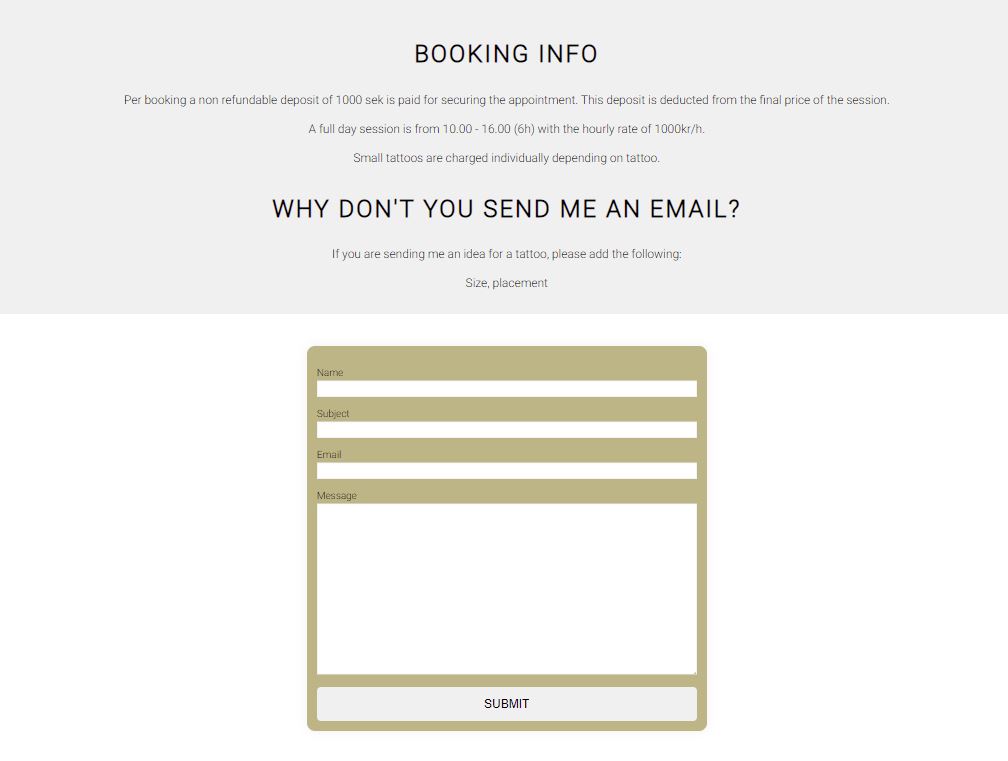 BOOKING INFO
Per booking a non refundable deposit of 1000 sek is paid for securing the appointment. This deposit is deducted from the final price of the session.
A full day session is from 10.00 - 16.00 (6h) with the hourly rate of 1000kr/h.
Small tattoos are charged individually depending on tattoo.
WHY DON'T YOU SEND ME AN EMAIL?
If you are sending me an idea for a tattoo, please add the following:
Size, placement
Name
Subject
Email
Message
SUBMIT